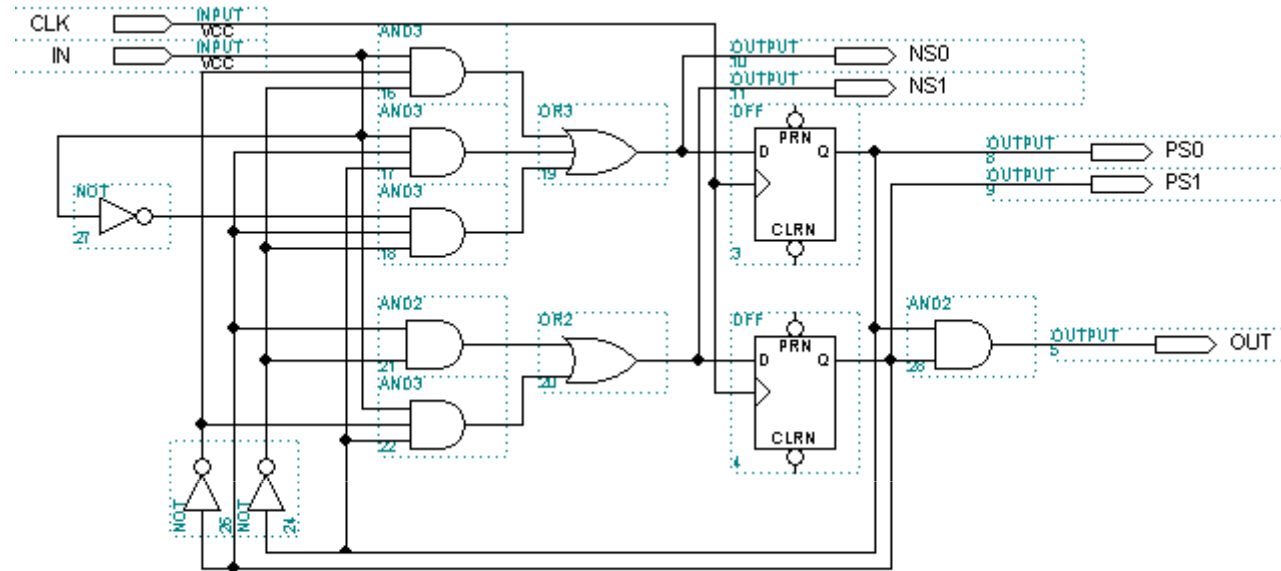 CLK INPUT VCC
IN INPUT VCC
AND3 16
OUTPUT 10 NS0
OUTPUT 11 NS1
AND3 17
OR3 19
DFF PRN D Q CLRN 3
OUTPUT 8 PS0
OUTPUT 9 PS1
NOT 27
AND3 18
AND2 21
OR2 20
DFF PRN D Q CLRN 4
AND2 28
OUTPUT 5 OUT
AND3 22
NOT 26
NOT 24